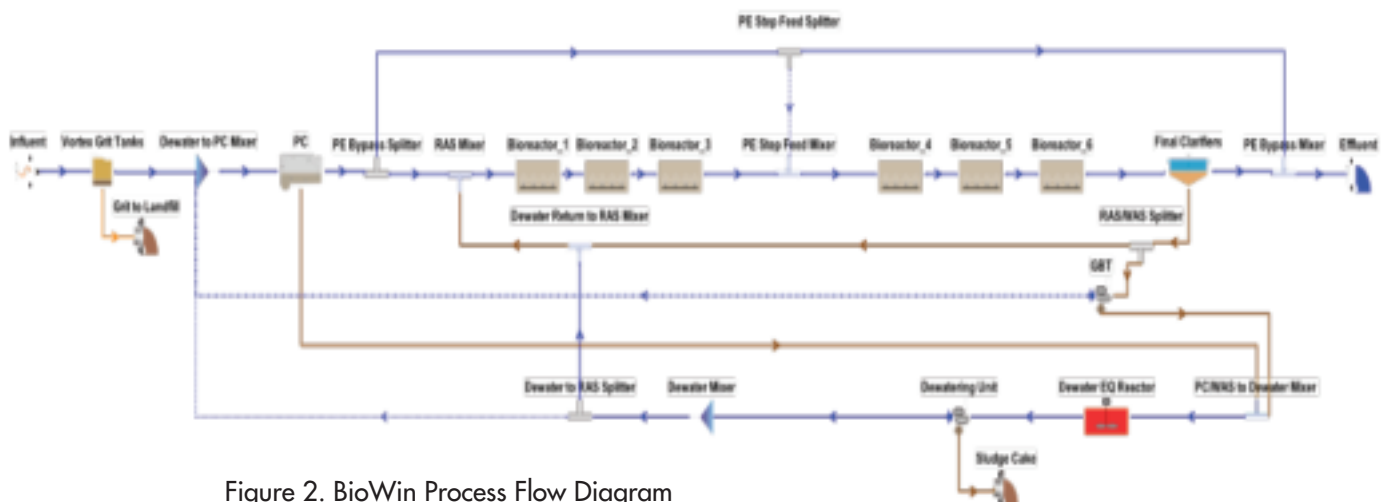 PE Step Feed Splitter
Influent
Vortex Grit Tanks
Dewater to PC Mixer
PC
PE Bypass Splitter
RAS Mixer
Bioreactor_1
Bioreactor_2
Bioreactor_3
PE Step Feed Mixer
Bioreactor_4
Bioreactor_5
Bioreactor_6
Final Clarifiers
PE Bypass Mixer
Effluent
Grit to Landfill
Dewater Return to RAS Mixer
RAS/WAS Splitter
GBT
Dewater to RAS Splitter
Dewater Mixer
Dewatering Unit
Dewater EQ Reactor
PC/WAS to Dewater Mixer
Sludge Cake
Figure 2. BioWin Process Flow Diagram